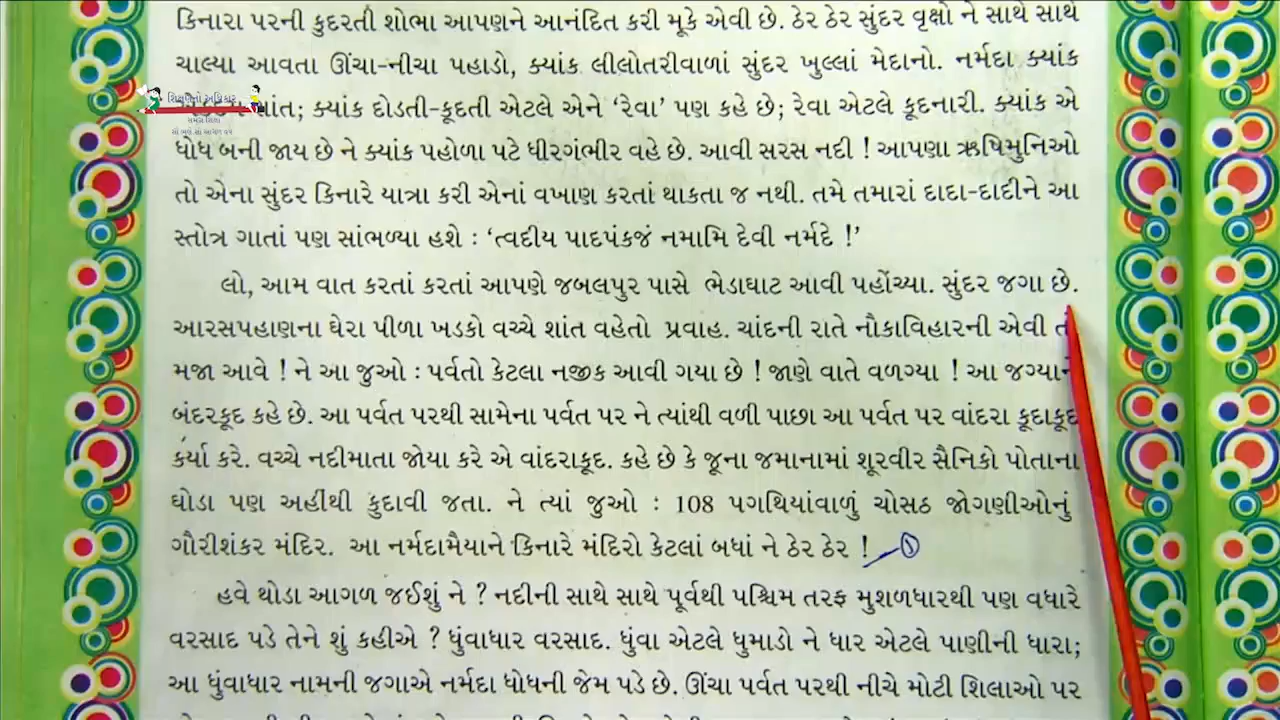 કિનારા પરની કુદરતી શોભા આપણને આનંદિત કરી મૂકે એવી છે. ઠેર ઠેર સુંદર વૃક્ષો ને સાથે સાથે
ચાલ્યા આવતા ઊંચા-નીચા પહાડો, ક્યાંક લીલોતરીવાળાં સુંદર ખુલ્લાં મેદાનો. નર્મદા ક્યાંક
શિક્ષણનો અધિકાર
શાંત; ક્યાંક દોડતી-કૂદતી એટલે એને ‘રેવા’ પણ કહે છે; રેવા એટલે કૂદનારી. ક્યાંક એ
ધોધ બની જાય છે ને ક્યાંક પહોળા પટે ધીરગંભીર વહે છે. આવી સરસ નદી ! આપણા ઋષિમુનિઓ
તો એના સુંદર કિનારે યાત્રા કરી એનાં વખાણ કરતાં થાકતા જ નથી. તમે તમારાં દાદા-દાદીને આ
સ્તોત્ર ગાતાં પણ સાંભળ્યા હશે : ‘ત્વદીય પાદપંકજં નમામિ દેવી નર્મદે !’
લો, આમ વાત કરતાં કરતાં આપણે જબલપુર પાસે ભેડાઘાટ આવી પહોંચ્યા. સુંદર જગા છે.
આરસપહાણના ઘેરા પીળા ખડકો વચ્ચે શાંત વહેતો પ્રવાહ. ચાંદની રાતે નૌકાવિહારની એવી તો
મજા આવે ! ને આ જુઓ : પર્વતો કેટલા નજીક આવી ગયા છે ! જાણે વાતે વળગ્યા ! આ જગ્યાને
બંદરકૂદ કહે છે. આ પર્વત પરથી સામેના પર્વત પર ને ત્યાંથી વળી પાછા આ પર્વત પર વાંદરા કૂદાકૂદ
કર્યા કરે. વચ્ચે નદીમાતા જોયા કરે એ વાંદરાકૂદ. કહે છે કે જૂના જમાનામાં શૂરવીર સૈનિકો પોતાના
ઘોડા પણ અહીંથી કુદાવી જતા. ને ત્યાં જુઓ : 108 પગથિયાંવાળું ચોસઠ જોગણીઓનું
ગૌરીશંકર મંદિર. આ નર્મદામૈયાને કિનારે મંદિરો કેટલાં બધાં ને ઠેર ઠેર !
હવે થોડા આગળ જઈશું ને ? નદીની સાથે સાથે પૂર્વથી પશ્ચિમ તરફ મુશળધારથી પણ વધારે
વરસાદ પડે તેને શું કહીએ ? ધુંવાધાર વરસાદ. ધુંવા એટલે ધુમાડો ને ધાર એટલે પાણીની ધારા;
આ ધુંવાધાર નામની જગાએ નર્મદા ધોધની જેમ પડે છે. ઊંચા પર્વત પરથી નીચે મોટી શિલાઓ પર